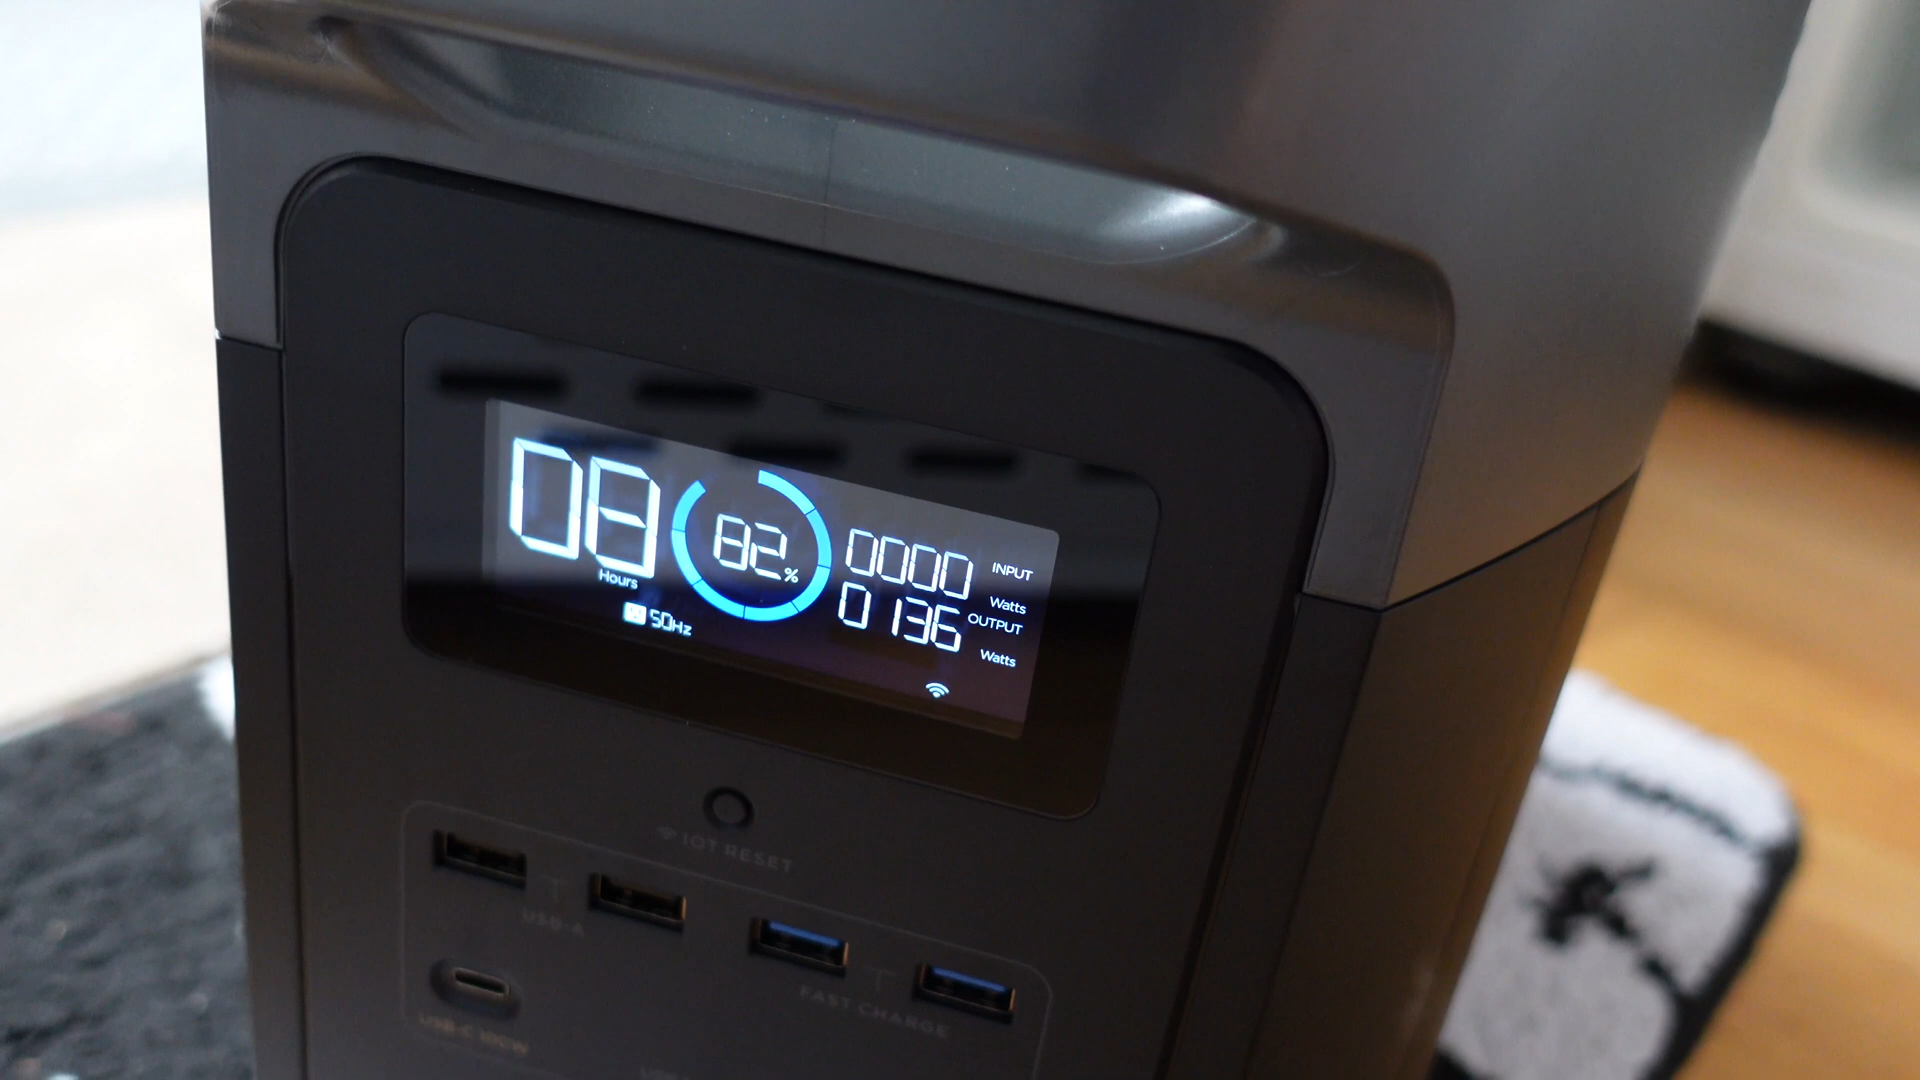 08
Hours
50Hz
82%
0000 INPUT
Watts
0136 OUTPUT
Watts
IOT RESET
USB-A
FAST CHARGE
USB-C 100W